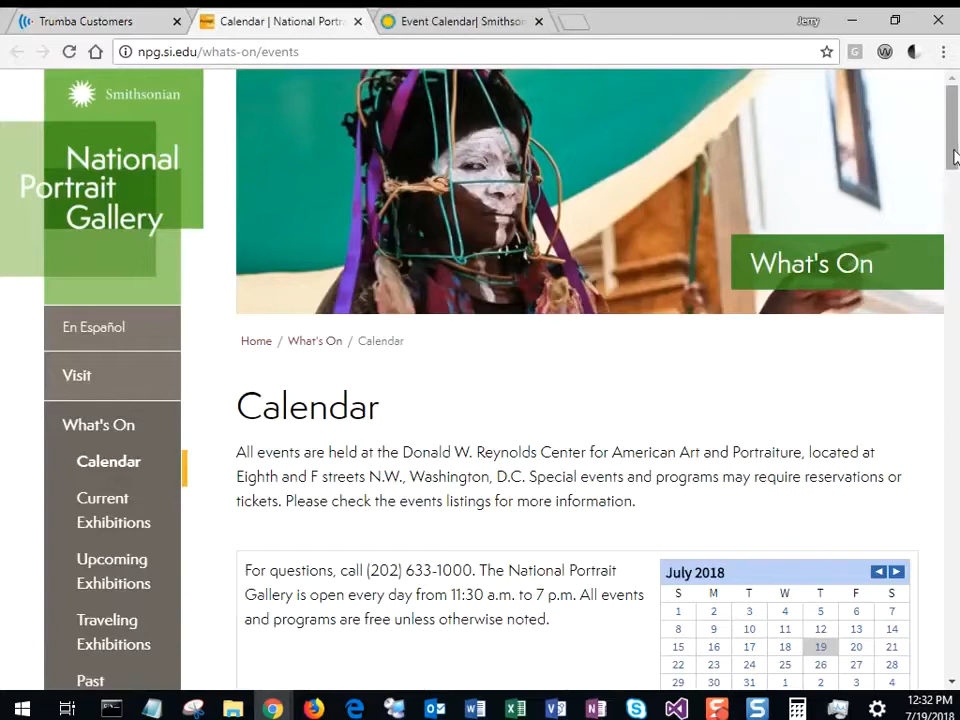 Trumba Customers
Calendar | National Portra
Event Calendar| Smithson
Jerry
npg.si.edu/whats-on/events
G
W
Smithsonian
National
Portrait
Gallery
What's On
En Español
Visit
What's On
Calendar
Current
Exhibitions
Upcoming
Exhibitions
Traveling
Exhibitions
Past
Home / What's On / Calendar
Calendar
All events are held at the Donald W. Reynolds Center for American Art and Portraiture, located at
Eighth and F streets N.W., Washington, D.C. Special events and programs may require reservations or
tickets. Please check the events listings for more information.
For questions, call (202) 633-1000. The National Portrait
Gallery is open every day from 11:30 a.m. to 7 p.m. All events
and programs are free unless otherwise noted.
July 2018
S M T W T F S
1 2 3 4 5 6 7
8 9 10 11 12 13 14
15 16 17 18 19 20 21
22 23 24 25 26 27 28
29 30 31 1 2 3 4
12:32 PM
7/19/2018